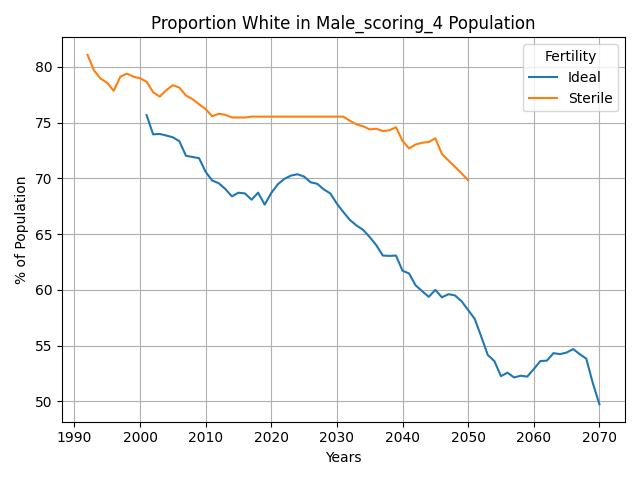 Proportion White in Male_scoring_4 Population
Fertility
Ideal
Sterile
% of Population
80
75
70
65
60
55
50
1990 2000 2010 2020 2030 2040 2050 2060 2070
Years